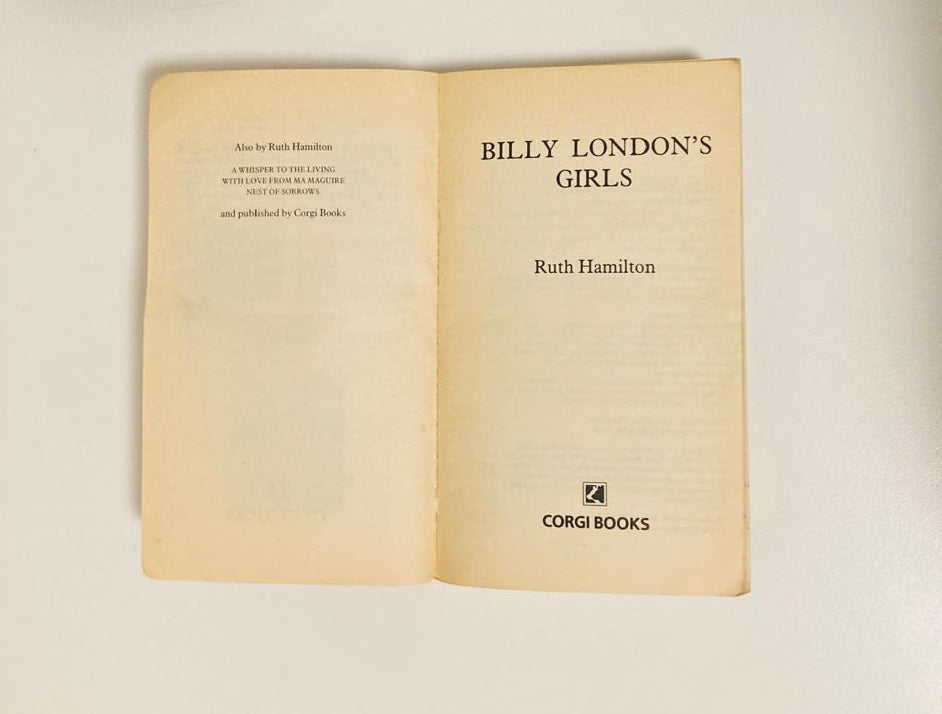 Also by Ruth Hamilton
A WHISPER TO THE LIVING
WITH LOVE FROM MA MAGUIRE
NEST OF SORROWS
and published by Corgi Books
BILLY LONDON'S
GIRLS
Ruth Hamilton
CORGI BOOKS